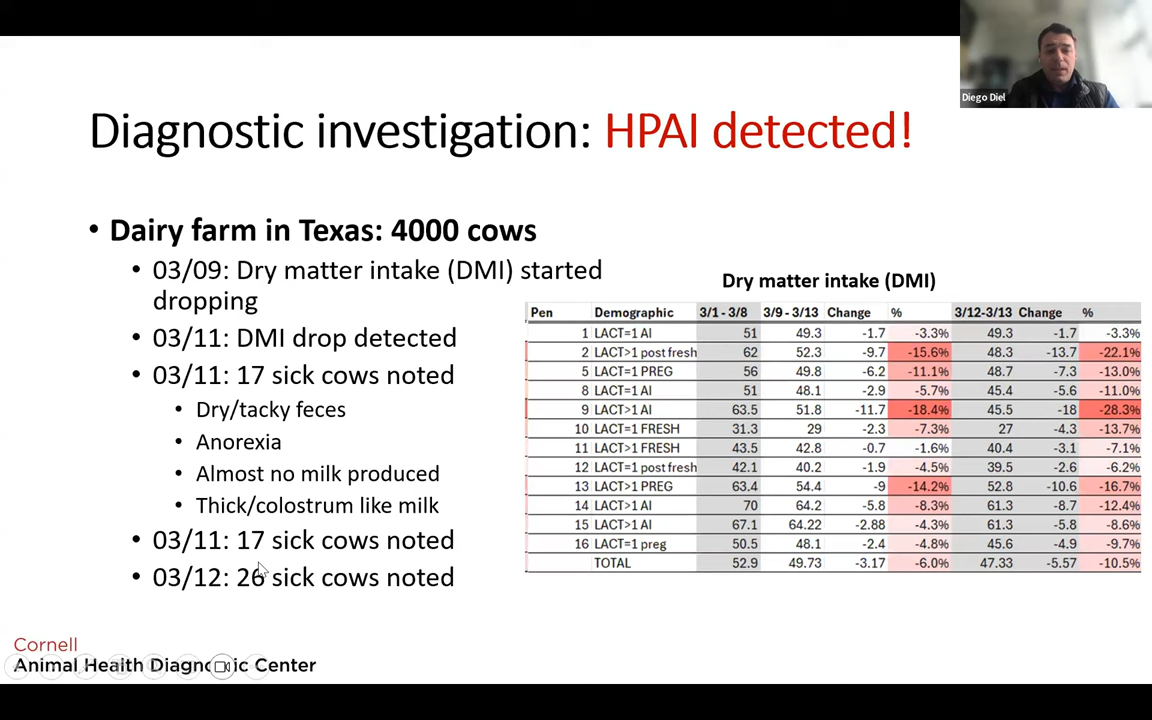 Diego Diel
Diagnostic investigation: HPAI detected!
• Dairy farm in Texas: 4000 cows
• 03/09: Dry matter intake (DMI) started
dropping
• 03/11: DMI drop detected
• 03/11: 17 sick cows noted
• Dry/tacky feces
• Anorexia
• Almost no milk produced
• Thick/colostrum like milk
• 03/11: 17 sick cows noted
• 03/12: 26 sick cows noted
Dry matter intake (DMI)
Pen Demographic 3/1 - 3/8 3/9 - 3/13 Change % 3/12-3/13 Change %
1 LACT=1 AI 51 49.3 -1.7 -3.3% 49.3 -1.7 -3.3%
2 LACT>1 post fresh 62 52.3 -9.7 -15.6% 48.3 -13.7 -22.1%
5 LACT=1 PREG 56 49.8 -6.2 -11.1% 48.7 -7.3 -13.0%
8 LACT=1 AI 51 48.1 -2.9 -5.7% 45.4 -5.6 -11.0%
9 LACT>1 AI 63.5 51.8 -11.7 -18.4% 45.5 -18 -28.3%
10 LACT=1 FRESH 31.3 29 -2.3 -7.3% 27 -4.3 -13.7%
11 LACT>1 FRESH 43.5 42.8 -0.7 -1.6% 40.4 -3.1 -7.1%
12 LACT=1 post fresh 42.1 40.2 -1.9 -4.5% 39.5 -2.6 -6.2%
13 LACT>1 PREG 63.4 54.4 -9 -14.2% 52.8 -10.6 -16.7%
14 LACT>1 AI 70 64.2 -5.8 -8.3% 61.3 -8.7 -12.4%
15 LACT>1 AI 67.1 64.22 -2.88 -4.3% 61.3 -5.8 -8.6%
16 LACT=1 preg 50.5 48.1 -2.4 -4.8% 45.6 -4.9 -9.7%
TOTAL 52.9 49.73 -3.17 -6.0% 47.33 -5.57 -10.5%
Cornell
Animal Health Diagnostic Center